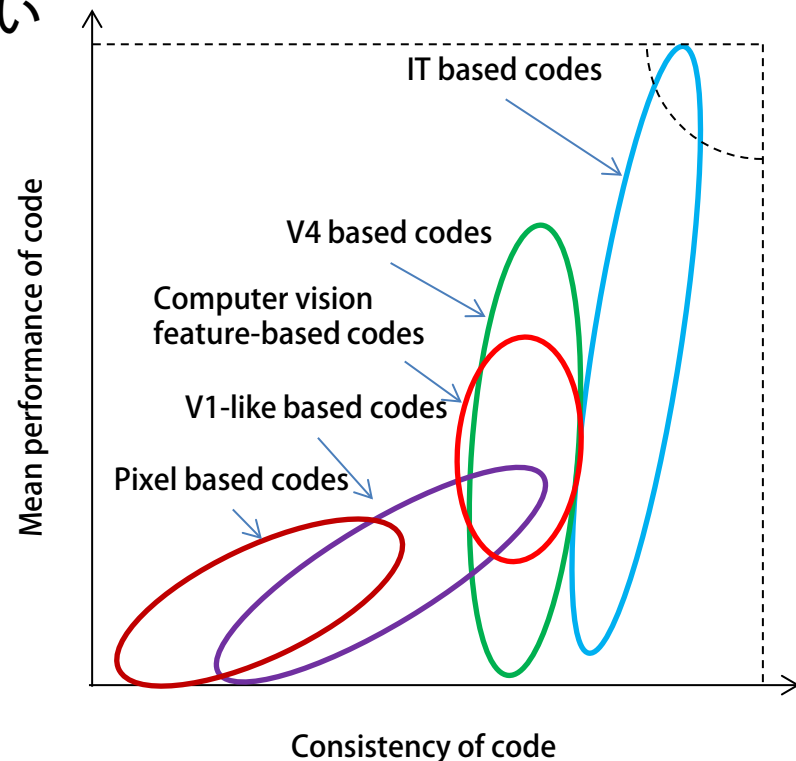 い
IT based codes
V4 based codes
Computer vision
feature-based codes
V1-like based codes
Pixel based codes
Mean performance of code
Consistency of code